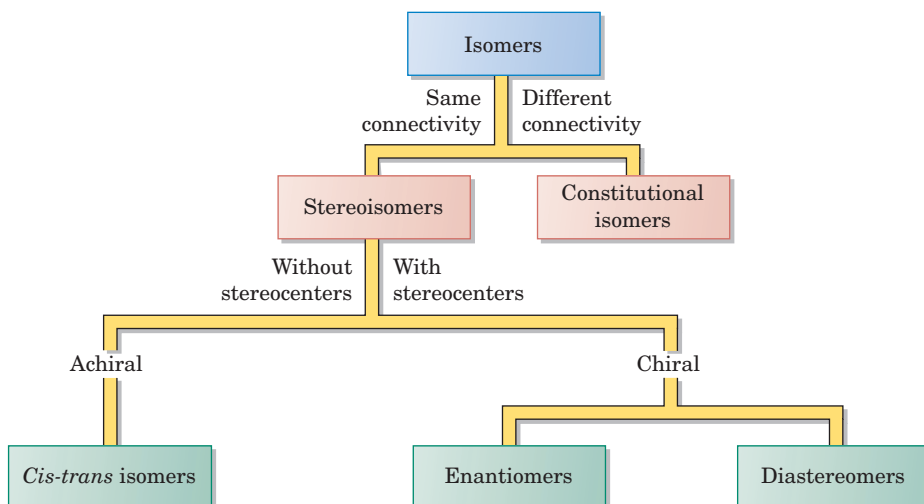 Isomers
Same
connectivity
Different
connectivity
Stereoisomers
Constitutional
isomers
Without
stereocenters
With
stereocenters
Achiral
Chiral
Cis-trans isomers
Enantiomers
Diastereomers